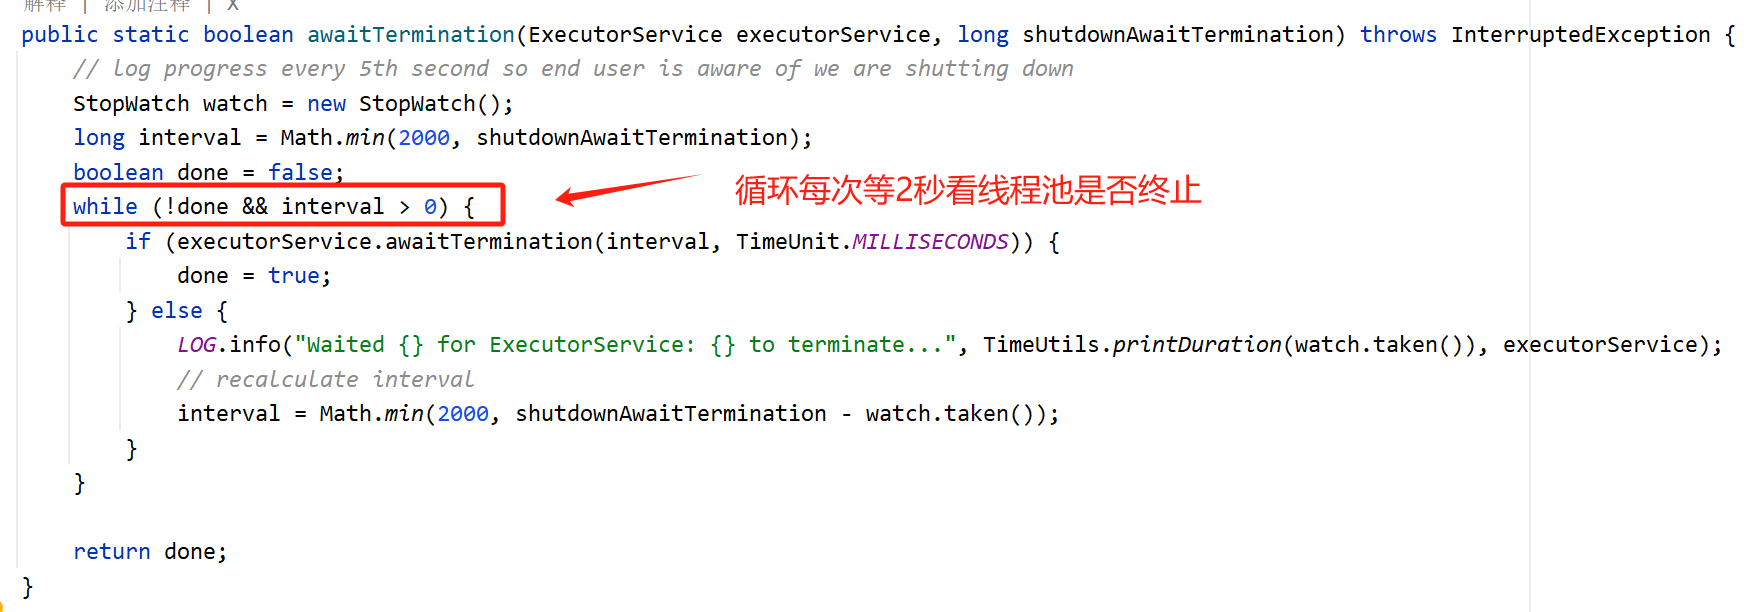 解释 | 添加注释 | X
public static boolean awaitTermination(ExecutorService executorService, long shutdownAwaitTermination) throws InterruptedException {
// log progress every 5th second so end user is aware of we are shutting down
StopWatch watch = new StopWatch();
long interval = Math.min(2000, shutdownAwaitTermination);
boolean done = false;
while (!done && interval > 0) {
循环每次等2秒看线程池是否终止
if (executorService.awaitTermination(interval, TimeUnit.MILLISECONDS)) {
done = true;
} else {
LOG.info("Waited {} for ExecutorService: {} to terminate...", TimeUtils.printDuration(watch.taken()), executorService);
// recalculate interval
interval = Math.min(2000, shutdownAwaitTermination - watch.taken());
}
}
return done;
}